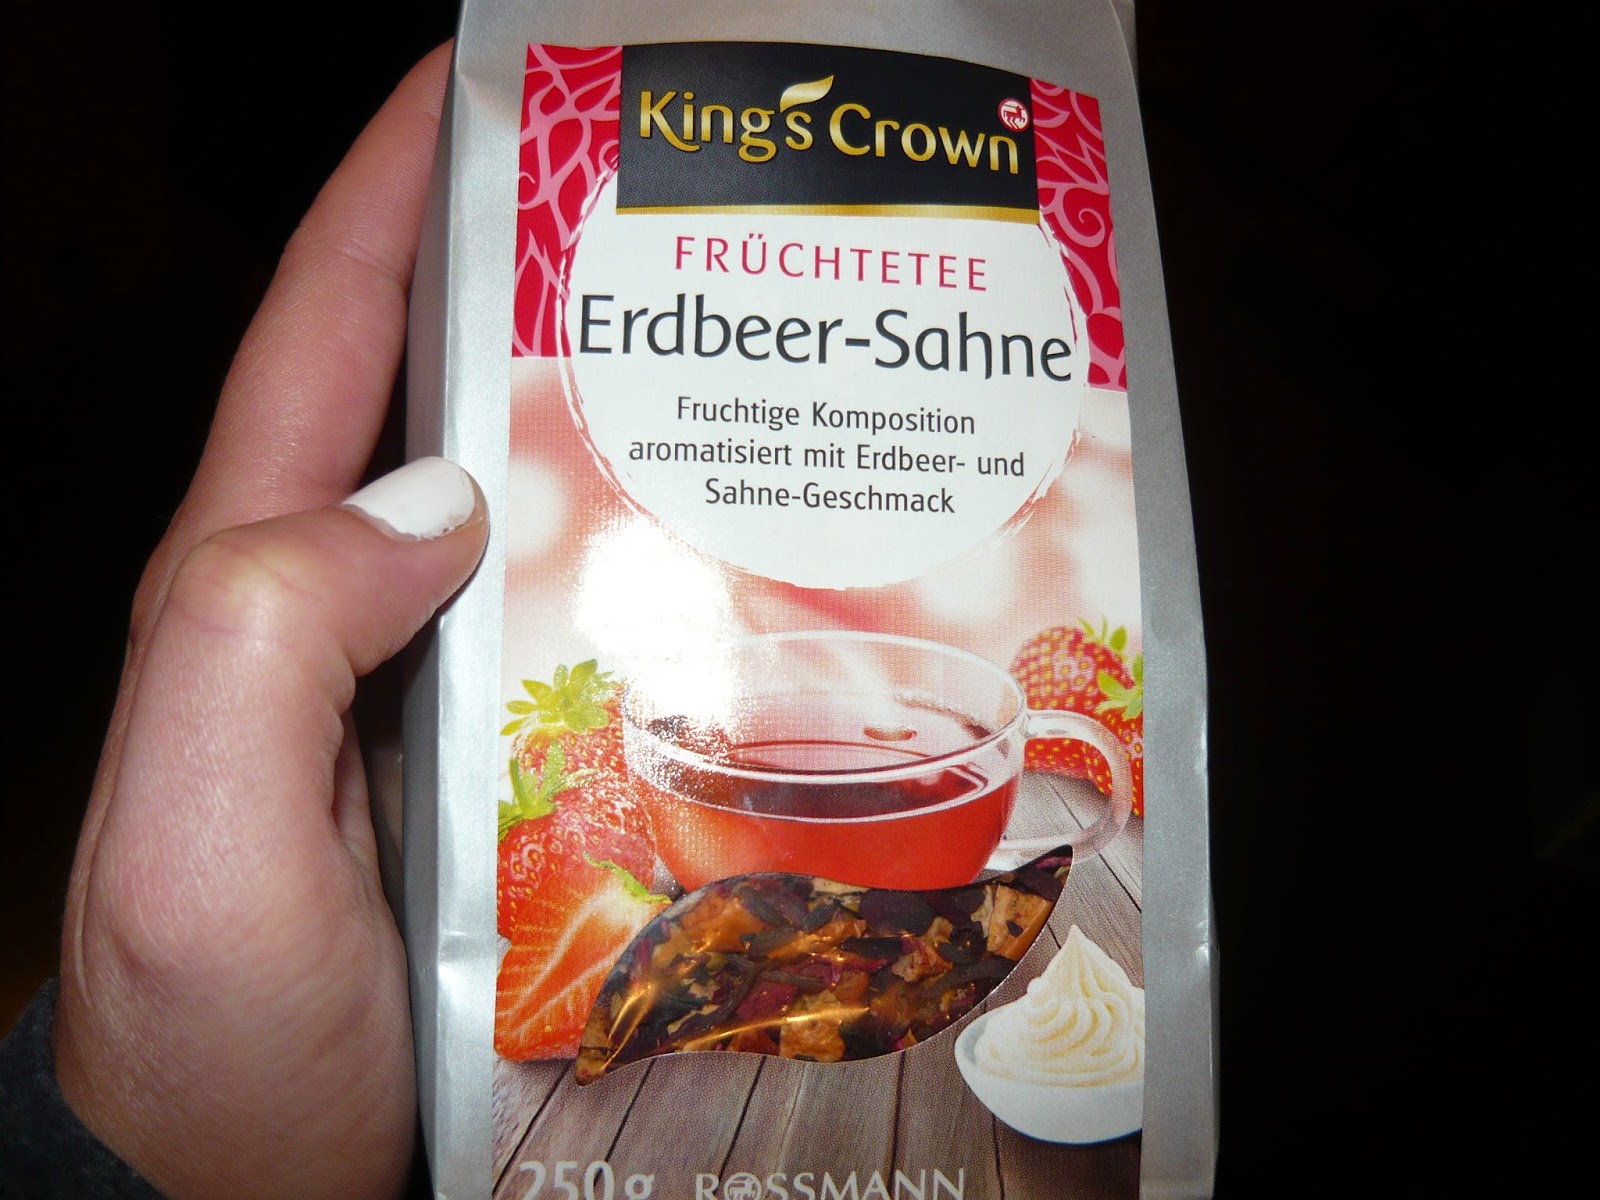 King's Crown
FRÜCHTETEE
Erdbeer-Sahne
Fruchtige Komposition
aromatisiert mit Erdbeer- und
Sahne-Geschmack
250g ROSSMANN